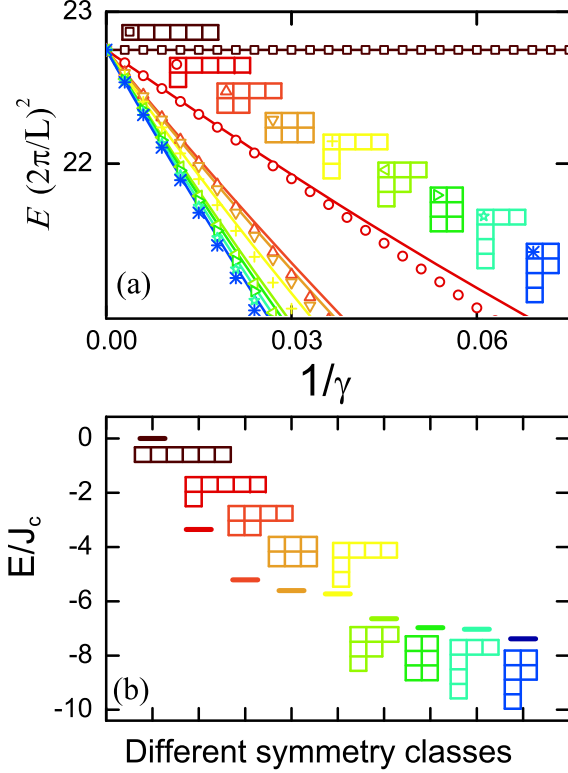 23
22
E (2π/L)²
(a)
0.00
0.03
0.06
1/γ
0
-2
-4
-6
-8
-10
E/J_c
(b)
Different symmetry classes